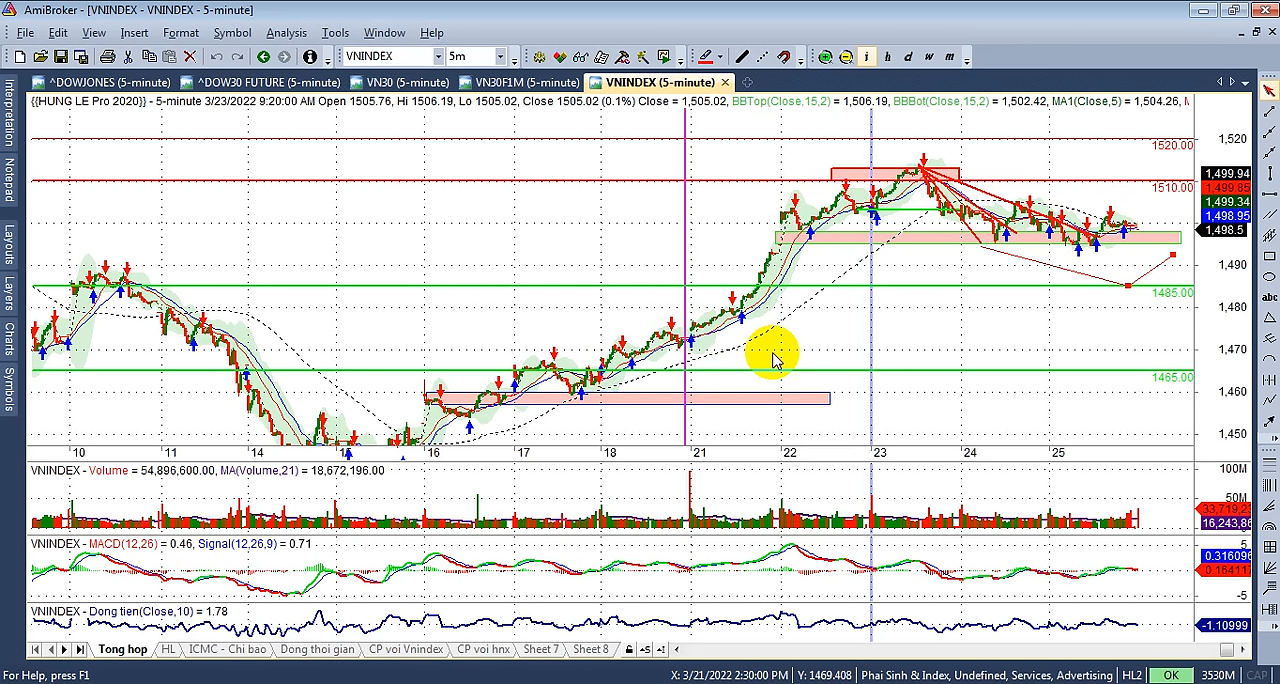 AmiBroker - [VNINDEX - VNINDEX - 5-minute]
File Edit View Insert Format Tools Symbol Analysis Window Help
VNINDEX 5m i h d w m
^DOWJONES (5-minute) ^DOW30 FUTURE (5-minute) VN30 (5-minute) VN30F1M (5-minute) VNINDEX (5-minute)
{{HUNG LE Pro 2020}} - 5-minute 3/23/2022 9:20:00 AM Open 1505.76, Hi 1506.19, Lo 1505.02, Close 1505.02 (0.1%) Close = 1,505.02, BBTop(Close,15,2) = 1,506.19, BBBot(Close,15,2) = 1,502.42, MA1(Close,5) = 1,504.26,
Interpretation
Notepad
Layouts
Layers
Charts
Symbols
1,520
1520.00
1,499.94
1510.00
1,499.85
1,499.34
1,498.95
1,498.5
1,490
1485.00
1,480
1,470
1465.00
1,460
1,450
abc
10 11 14 15 16 17 18 21 22 23 24 25
VNINDEX - Volume = 54,896,600.00, MA(Volume,21) = 18,672,196.00
100M
50M
33,719,23
16,243,86
VNINDEX - MACD(12,26) = 0.46, Signal(12,26,9) = 0.71
5
0.316096
0.164117
-5
VNINDEX - Dong tien(Close,10) = 1.78
-1.10999
Tong hop HL ICMC - Chi bao Dong thoi gian CP voi Vnindex CP voi hnx Sheet 7 Sheet 8
For Help, press F1 X: 3/21/2022 2:30:00 PM Y: 1469.408 Phai Sinh & Index, Undefined, Services, Advertising HL2 OK 3530M CAP